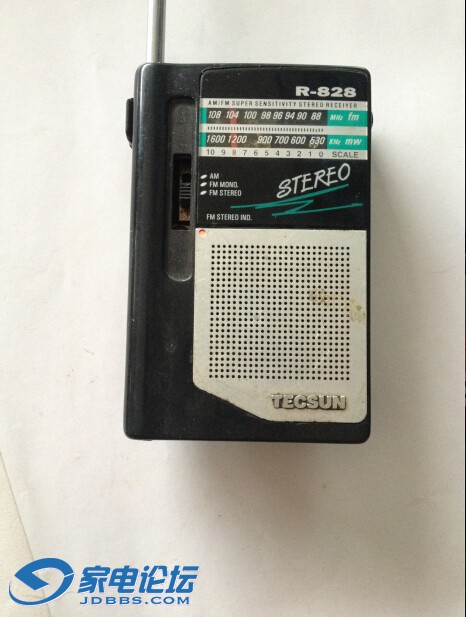 R-828
AM/FM SUPER SENSITIVITY STEREO RECEIVER
108 104 100 98 96 94 90 88 MHz fm
1600 1200 900 700 600 530 KHz mw
10 9 8 7 6 5 4 3 2 1 0 SCALE
AM
FM MONO.
FM STEREO
STEREO
FM STEREO IND.
TECSUN
家电论坛
JDBBS.COM